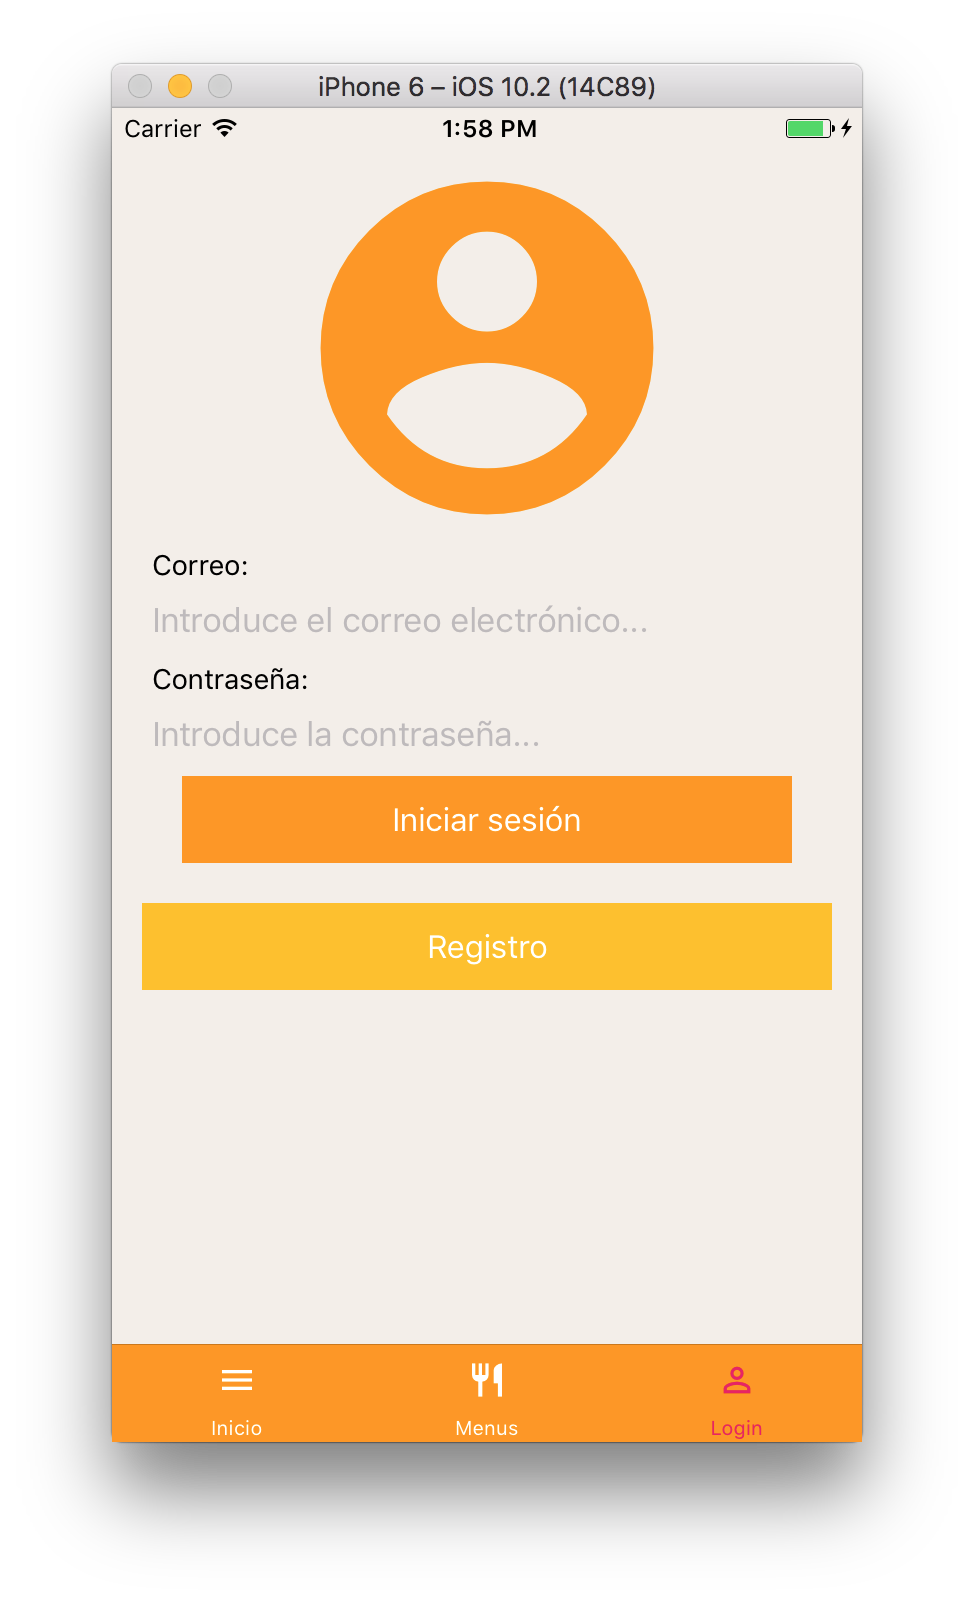 iPhone 6 – iOS 10.2 (14C89)
Carrier 1:58 PM
Correo:
Introduce el correo electrónico...
Contraseña:
Introduce la contraseña...
Iniciar sesión
Registro
Inicio Menus Login